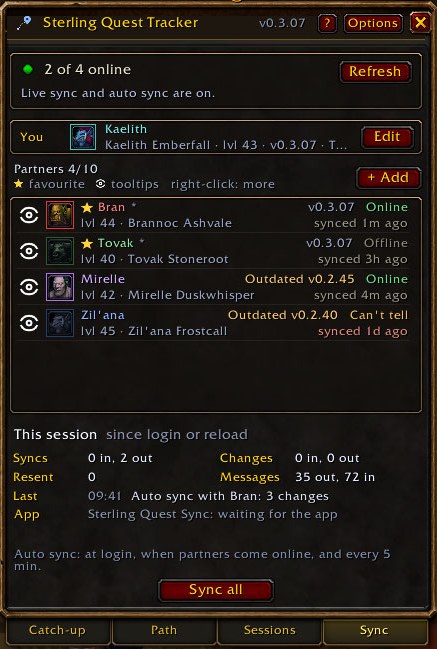 Sterling Quest Tracker v0.3.07 ? Options X
2 of 4 online Refresh
Live sync and auto sync are on.
You Kaelith Edit
Kaelith Emberfall · lvl 43 · v0.3.07 · T...
Partners 4/10 + Add
favourite tooltips right-click: more
Bran * v0.3.07 Online
lvl 44 · Brannoc Ashvale synced 1m ago
Tovak * v0.3.07 Offline
lvl 40 · Tovak Stoneroot synced 3h ago
Mirelle Outdated v0.2.45 Online
lvl 42 · Mirelle Duskwhisper synced 4m ago
Zil'ana Outdated v0.2.40 Can't tell
lvl 45 · Zil'ana Frostcall synced 1d ago
This session since login or reload
Syncs 0 in, 2 out Changes 0 in, 0 out
Resent 0 Messages 35 out, 72 in
Last 09:41 Auto sync with Bran: 3 changes
App Sterling Quest Sync: waiting for the app
Auto sync: at login, when partners come online, and every 5
min.
Sync all
Catch-up Path Sessions Sync